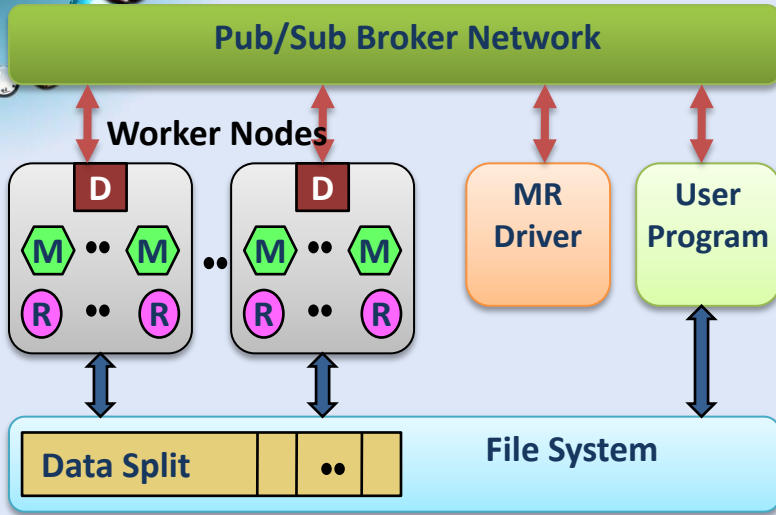 Pub/Sub Broker Network
Worker Nodes
D
D
MR
Driver
User
Program
M •• M
••
M •• M
R •• R
R •• R
Data Split
••
File System